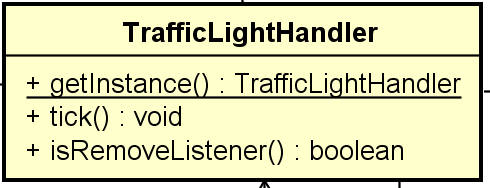 TrafficLightHandler
+ getInstance() : TrafficLightHandler
+ tick() : void
+ isRemoveListener() : boolean